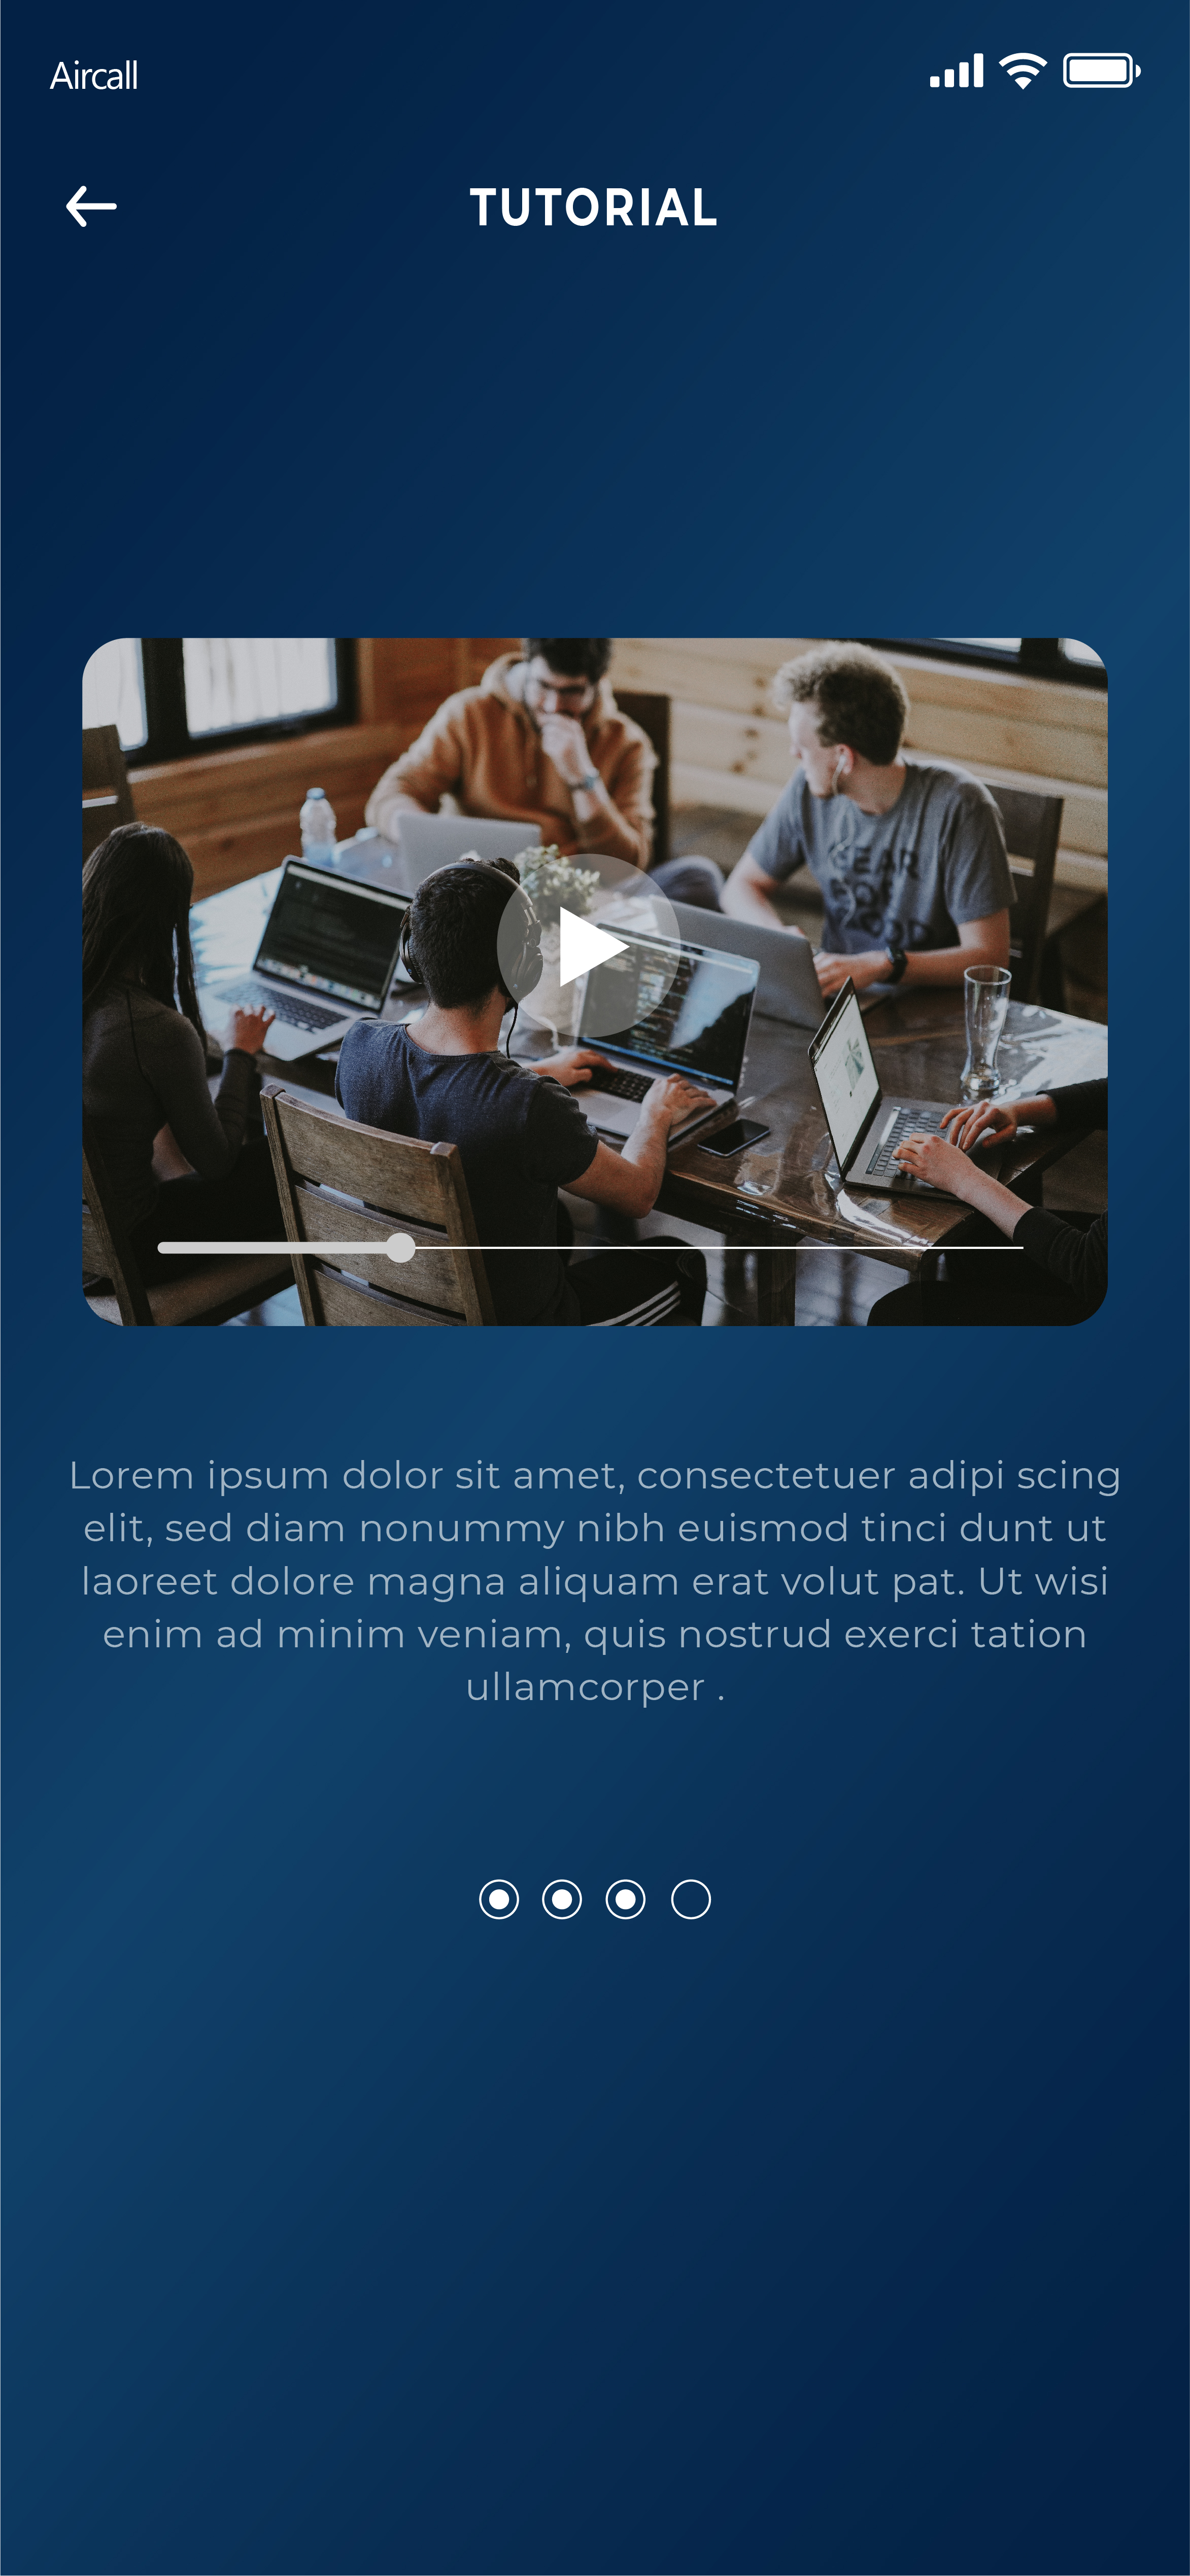 Aircall
TUTORIAL
Lorem ipsum dolor sit amet, consectetuer adipi scing
elit, sed diam nonummy nibh euismod tinci dunt ut
laoreet dolore magna aliquam erat volut pat. Ut wisi
enim ad minim veniam, quis nostrud exerci tation
ullamcorper .